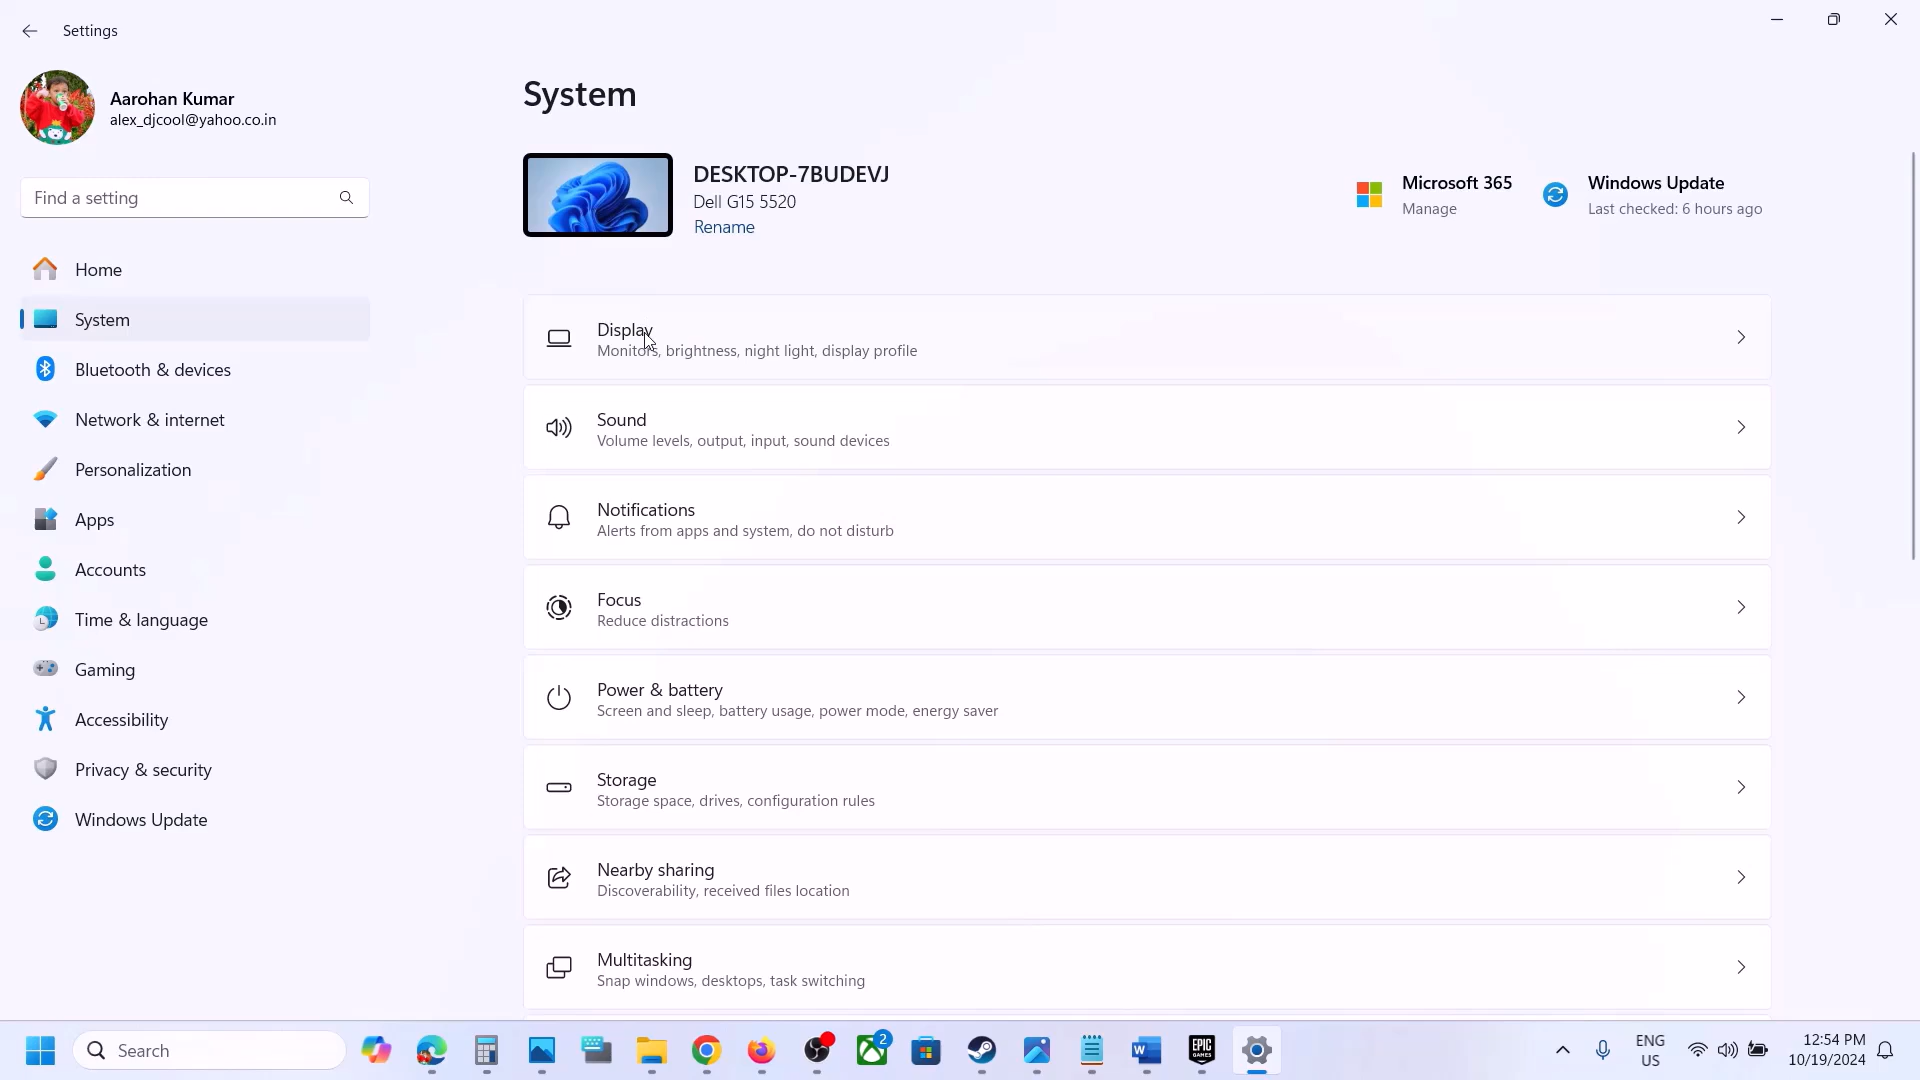 Settings
Aarohan Kumar
alex_djcool@yahoo.co.in
Find a setting
Home
System
Bluetooth & devices
Network & internet
Personalization
Apps
Accounts
Time & language
Gaming
Accessibility
Privacy & security
Windows Update
System
DESKTOP-7BUDEVJ
Dell G15 5520
Rename
Microsoft 365
Manage
Windows Update
Last checked: 6 hours ago
Display
Monitors, brightness, night light, display profile
Sound
Volume levels, output, input, sound devices
Notifications
Alerts from apps and system, do not disturb
Focus
Reduce distractions
Power & battery
Screen and sleep, battery usage, power mode, energy saver
Storage
Storage space, drives, configuration rules
Nearby sharing
Discoverability, received files location
Multitasking
Snap windows, desktops, task switching
Search
2
W
EPIC
GAMES
ENG
US
12:54 PM
10/19/2024